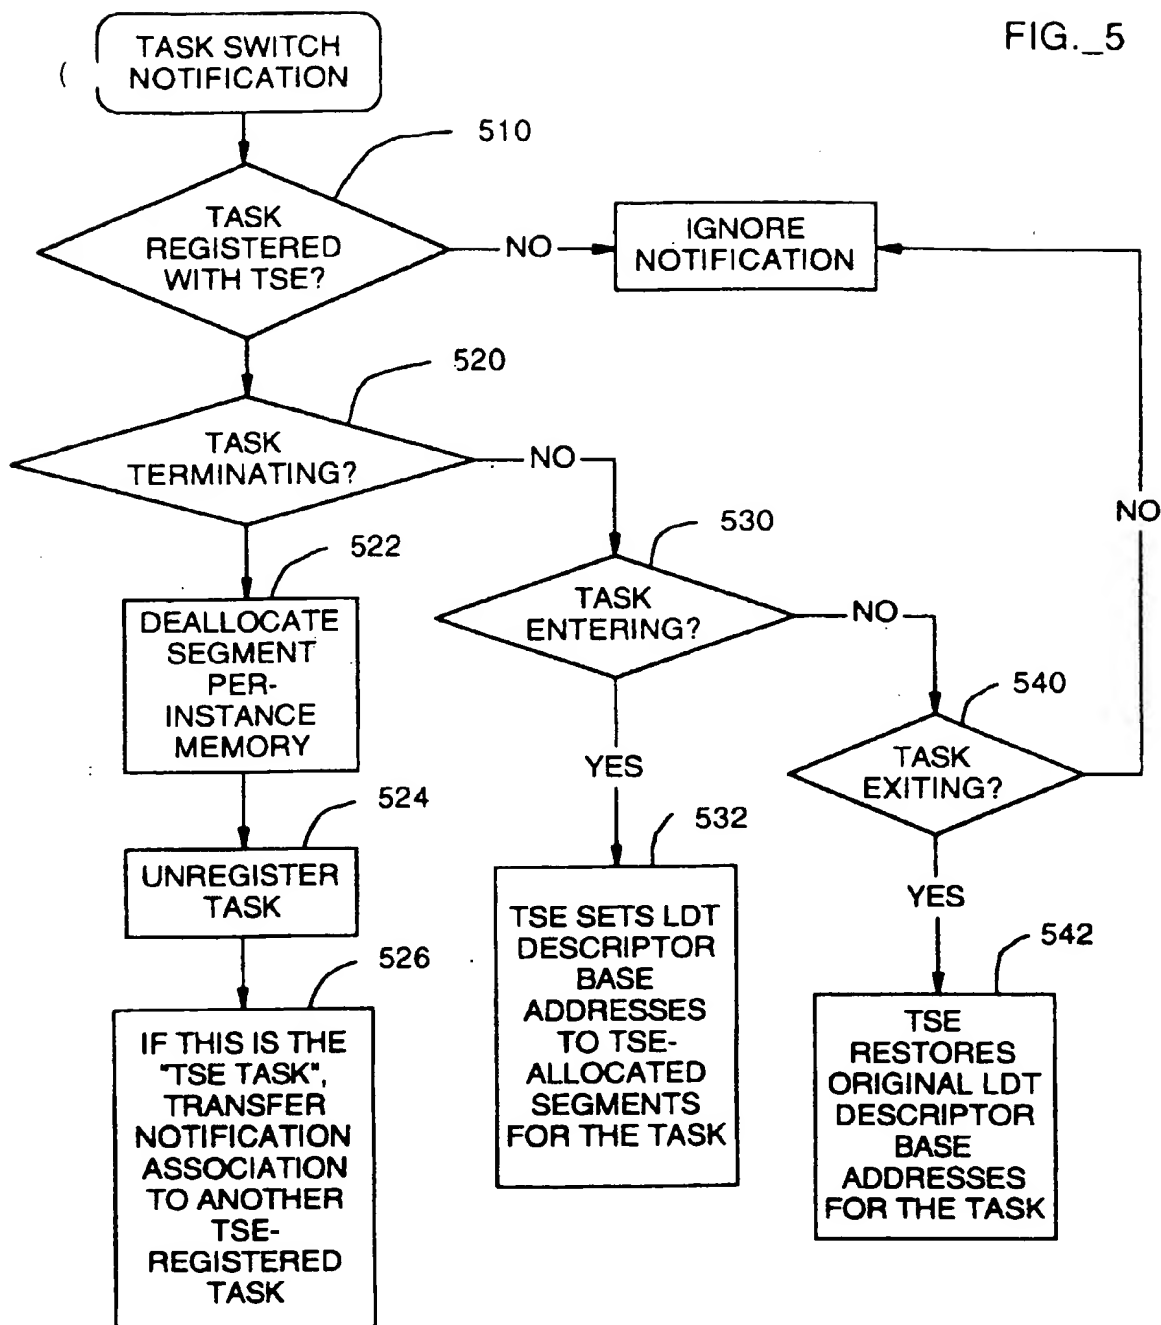 FIG._5
TASK SWITCH
NOTIFICATION
510
TASK
REGISTERED
WITH TSE?
NO
IGNORE
NOTIFICATION
520
TASK
TERMINATING?
NO
NO
522
530
DEALLOCATE
SEGMENT
PER-
INSTANCE
MEMORY
TASK
ENTERING?
NO
540
YES
TASK
EXITING?
524
532
UNREGISTER
TASK
YES
526
TSE SETS LDT
DESCRIPTOR
BASE
ADDRESSES
TO TSE-
ALLOCATED
SEGMENTS
FOR THE TASK
542
IF THIS IS THE
"TSE TASK",
TRANSFER
NOTIFICATION
ASSOCIATION
TO ANOTHER
TSE-
REGISTERED
TASK
TSE
RESTORES
ORIGINAL LDT
DESCRIPTOR
BASE
ADDRESSES
FOR THE TASK